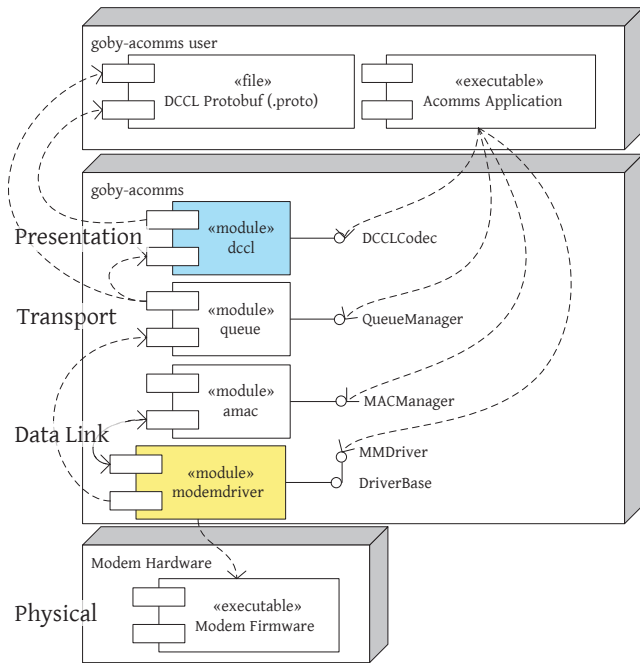 goby-acomms user
«file»
DCCL Protobuf (.proto)
«executable»
Acomms Application
goby-acomms
Presentation
«module»
dccl
DCCLCodec
Transport
«module»
queue
QueueManager
«module»
amac
MACManager
Data Link
«module»
modemdriver
MMDriver
DriverBase
Modem Hardware
Physical
«executable»
Modem Firmware